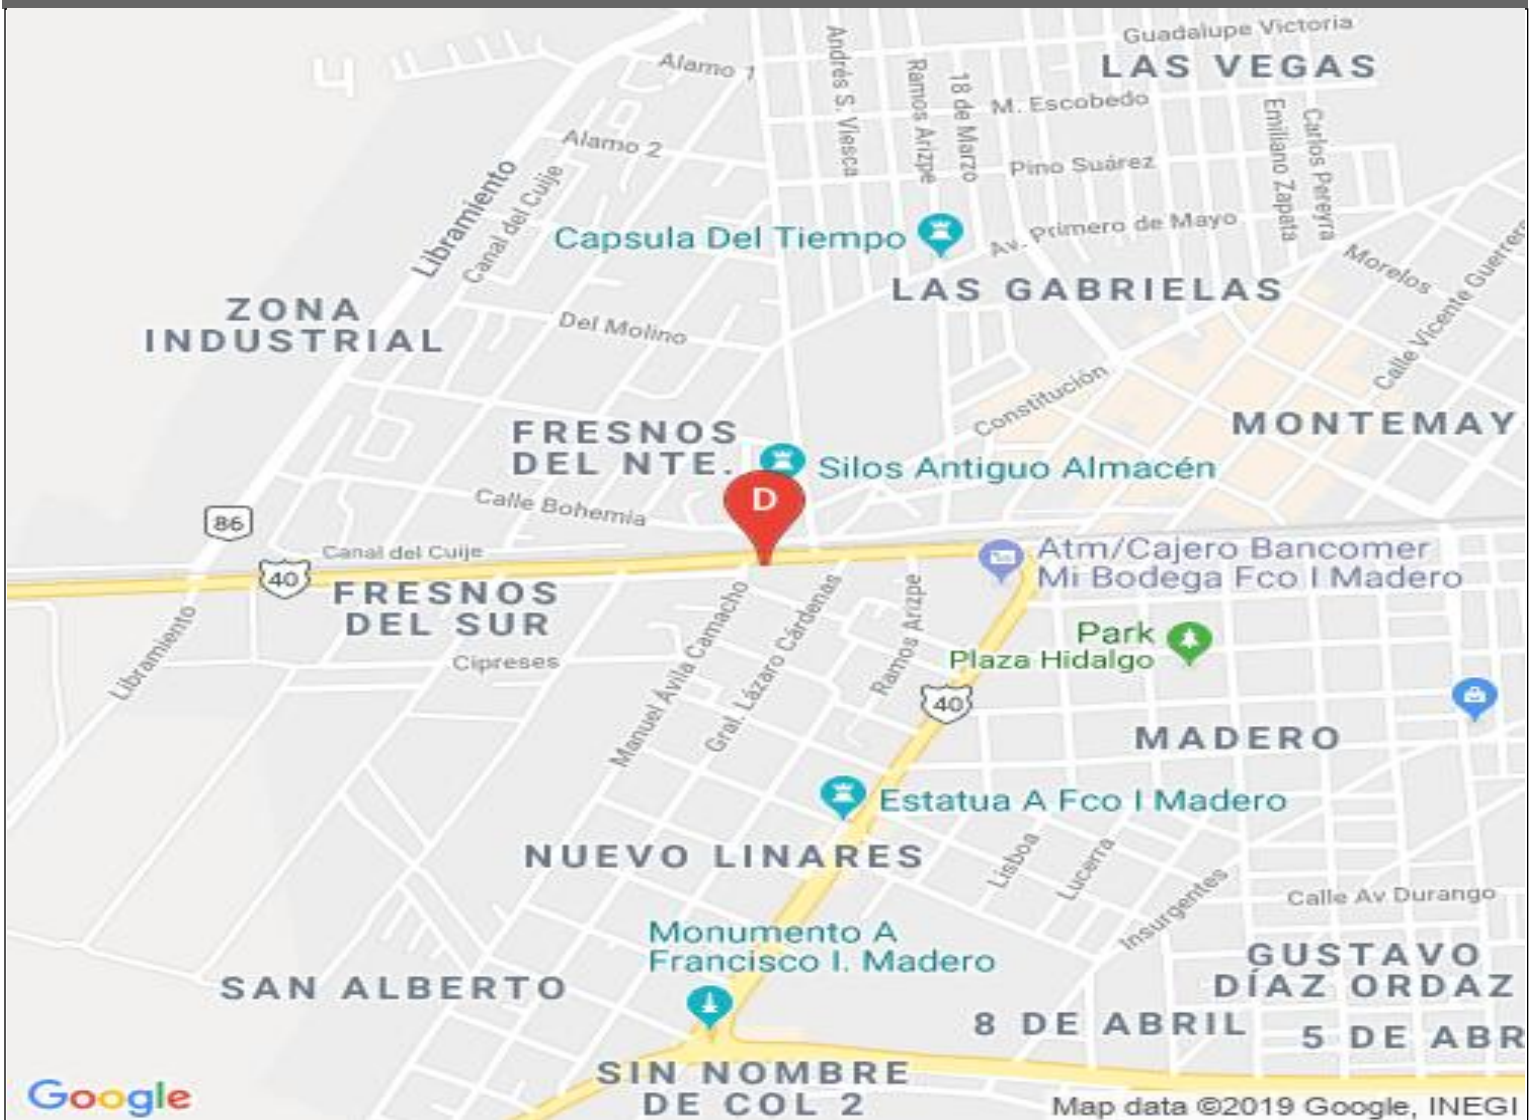 Guadalupe Victoria
LAS VEGAS
Alamo 1
Andrés S. Viesca
Ramos Arizpe
18 de Marzo
M. Escobedo
Emiliano Zapata
Carlos Pereyra
Alamo 2
Pino Suárez
Libramiento
Canal del Cuije
Capsula Del Tiempo
Av. Primero de Mayo
Morelos
Calle Vicente Guerrero
LAS GABRIELAS
ZONA
INDUSTRIAL
Del Molino
Constitución
FRESNOS
DEL NTE.
MONTEMAY
Silos Antiguo Almacén
D
Calle Bohemia
86
Canal del Cuije
40
Atm/Cajero Bancomer
Mi Bodega Fco I Madero
FRESNOS
DEL SUR
Libramiento
Cipreses
Manuel Ávila Camacho
Gral. Lázaro Cárdenas
Ramos Arizpe
Park
Plaza Hidalgo
40
MADERO
Estatua A Fco I Madero
NUEVO LINARES
Lisboa
Lucerra
Insurgentes
Calle Av Durango
Monumento A
Francisco I. Madero
GUSTAVO
DÍAZ ORDAZ
SAN ALBERTO
8 DE ABRIL
5 DE ABR
SIN NOMBRE
DE COL 2
Google
Map data ©2019 Google, INEGI